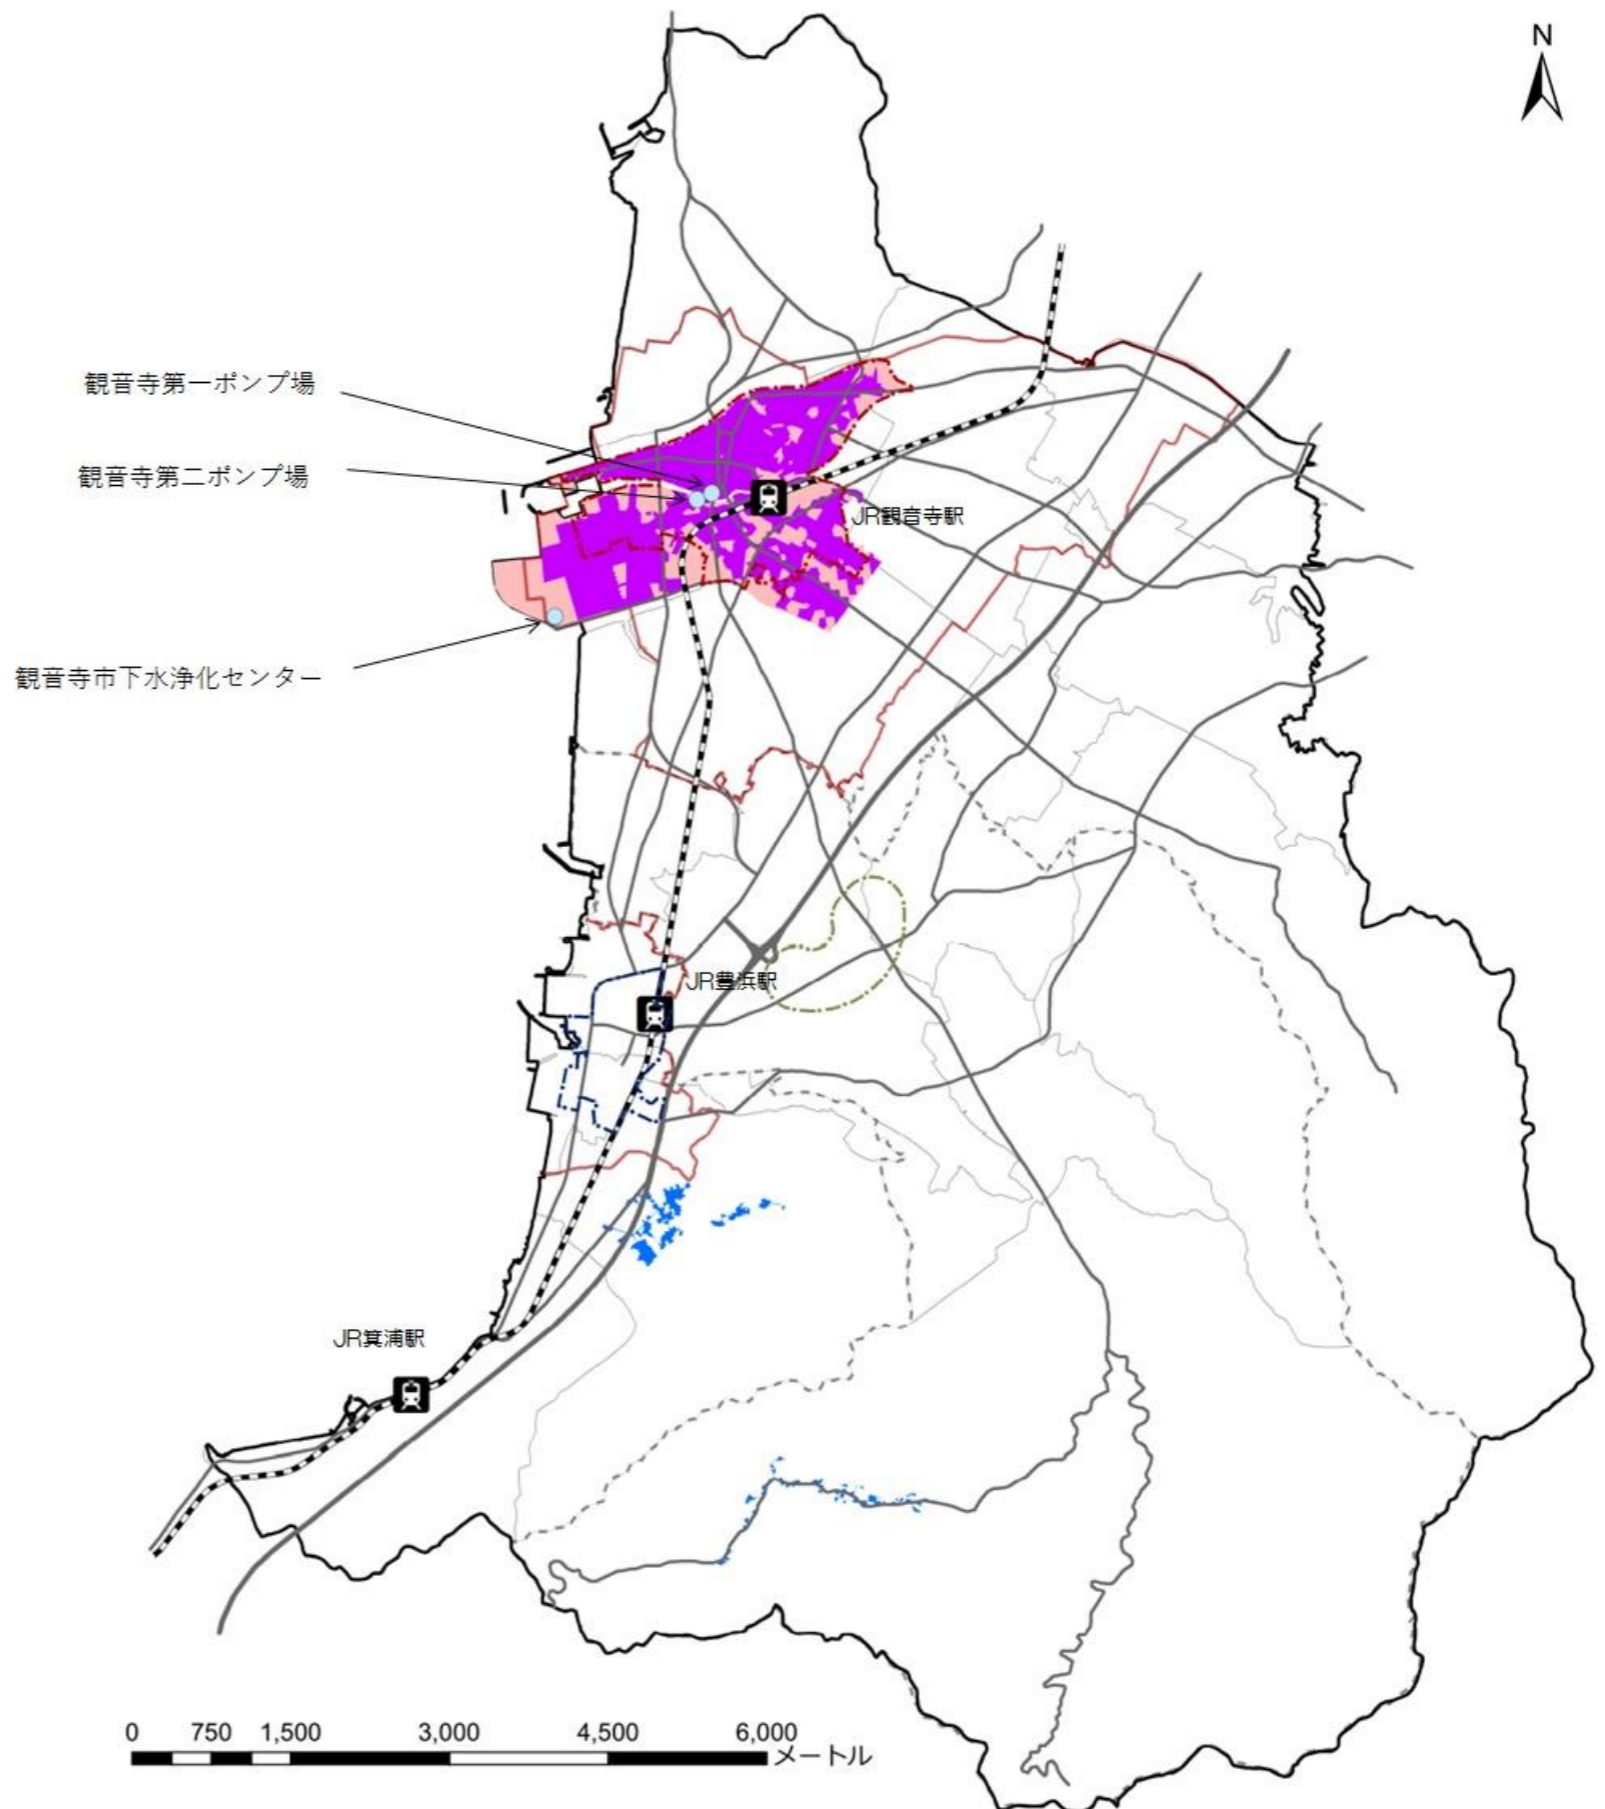 N
観音寺第一ポンプ場
観音寺第二ポンプ場
JR観音寺駅
観音寺市下水浄化センター
JR豊浜駅
JR箕浦駅
0 750 1,500 3,000 4,500 6,000
メートル